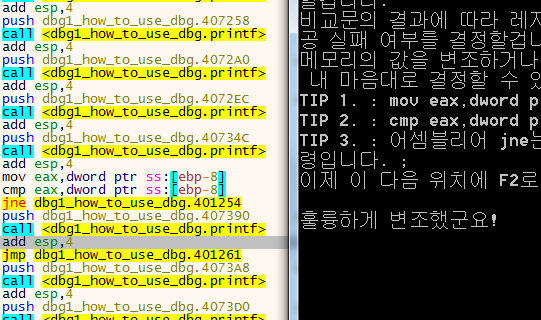 add esp,4
push dbg1_how_to_use_dbg.407258
call <dbg1_how_to_use_dbg.printf>
add esp,4
push dbg1_how_to_use_dbg.4072A0
call <dbg1_how_to_use_dbg.printf>
add esp,4
push dbg1_how_to_use_dbg.4072EC
call <dbg1_how_to_use_dbg.printf>
add esp,4
push dbg1_how_to_use_dbg.40734C
call <dbg1_how_to_use_dbg.printf>
add esp,4
mov eax,dword ptr ss:[ebp-8]
cmp eax,dword ptr ss:[ebp-8]
jne dbg1_how_to_use_dbg.401254
push dbg1_how_to_use_dbg.407390
call <dbg1_how_to_use_dbg.printf>
add esp,4
jmp dbg1_how_to_use_dbg.401261
push dbg1_how_to_use_dbg.4073A8
call <dbg1_how_to_use_dbg.printf>
add esp,4
push dbg1_how_to_use_dbg.4073D0
call <dbg1_how_to_use_dbg.printf>
비교문의 결과에 따라 레지
공 실패 여부를 결정할겁니
메모리의 값을 변조하거나
내 마음대로 결정할 수 있
TIP 1. : mov eax,dword p
TIP 2. : cmp eax,dword p
TIP 3. : 어셈블리어 jne는
령입니다. ;
이제 이 다음 위치에 F2로
훌륭하게 변조했군요!